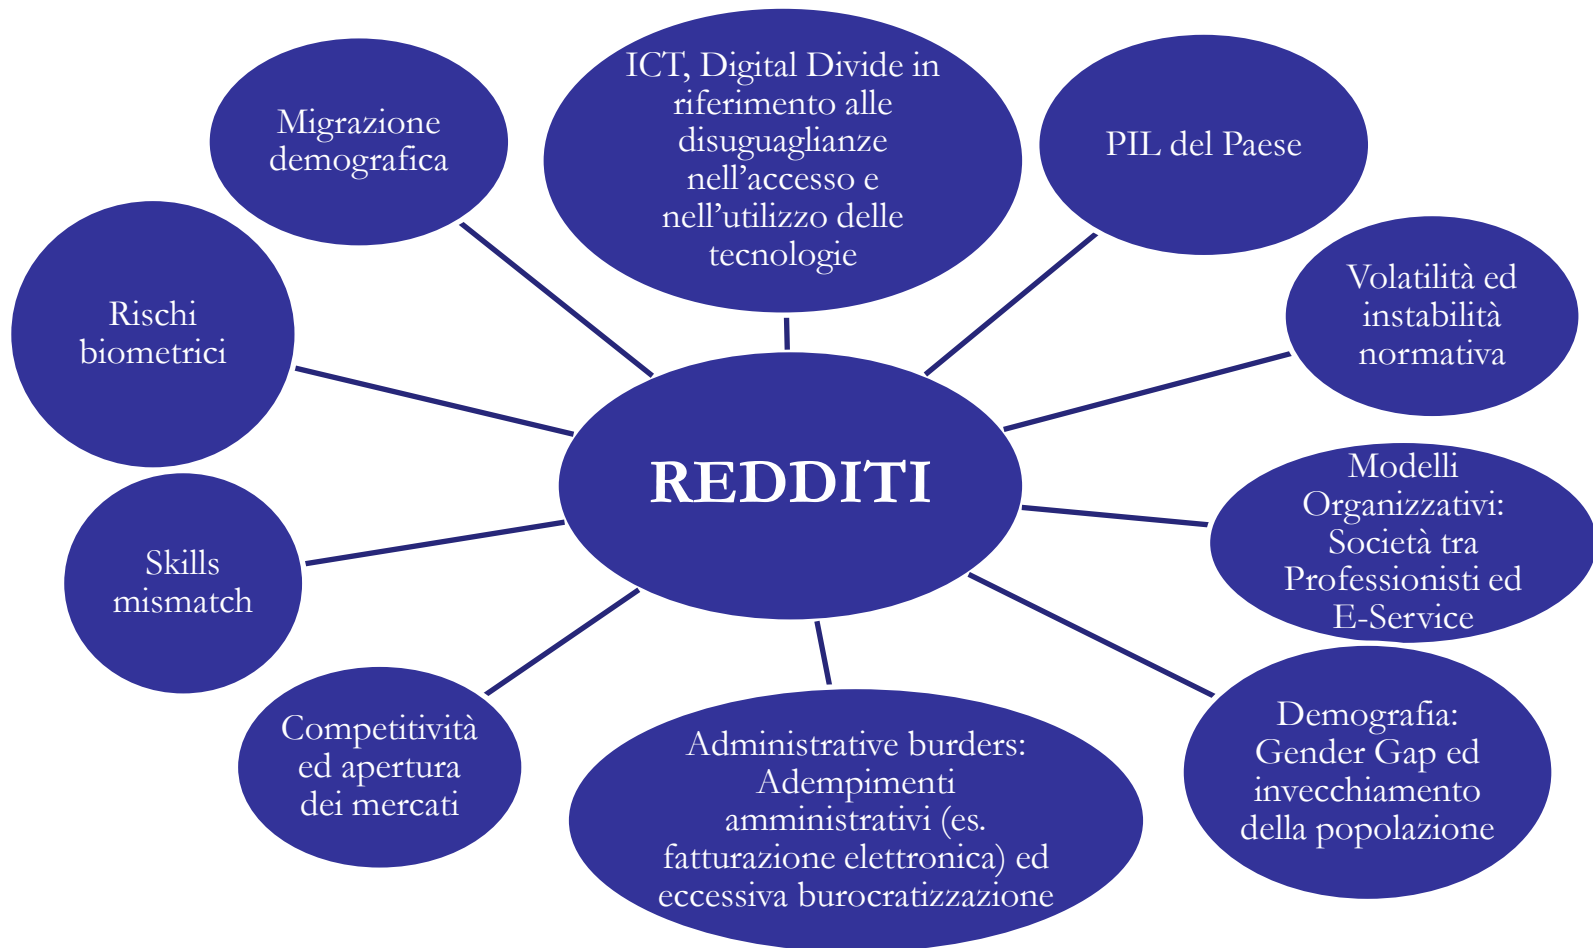 ICT, Digital Divide in
riferimento alle
disuguaglianze
nell’accesso e
nell’utilizzo delle
tecnologie
PIL del Paese
Volatilità ed
instabilità
normativa
Modelli
Organizzativi:
Società tra
Professionisti ed
E-Service
Demografia:
Gender Gap ed
invecchiamento
della popolazione
Administrative burders:
Adempimenti
amministrativi (es.
fatturazione elettronica) ed
eccessiva burocratizzazione
Competitività
ed apertura
dei mercati
Skills
mismatch
Rischi
biometrici
Migrazione
demografica
REDDITI